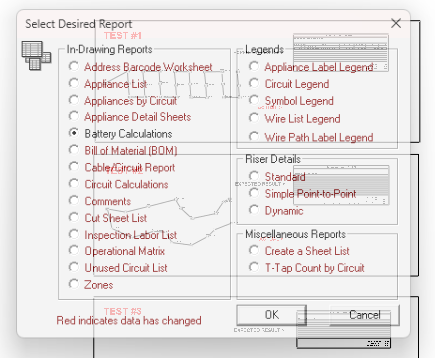 Select Desired Report
TEST #1
In-Drawing Reports
Address Barcode Worksheet
Appliance List
Appliances by Circuit
Appliance Detail Sheets
Battery Calculations
Bill of Material (BOM)
Cable/Circuit Report
Circuit Calculations
Comments
Cut Sheet List
Inspection Labor List
Operational Matrix
Unused Circuit List
Zones
Legends
Appliance Label Legend
Circuit Legend
Symbol Legend
Wire List Legend
Wire Path Label Legend
Riser Details
Standard
EXPECTED RESULT
Simple Point-to-Point
Dynamic
Miscellaneous Reports
Create a Sheet List
T-Tap Count by Circuit
TEST #3
Red indicates data has changed
OK
Cancel
EXPECTED RESULT